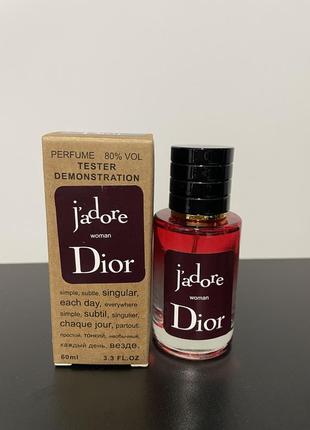 PERFUME 80% VOL
TESTER
DEMONSTRATION
j'adore
woman
Dior
simple, subtle, singular,
each day, everywhere
simple, subtil, singulier,
chaque jour, partout.
простой, тонкий, необычный,
каждый день, везде.
60ml 3.3 FL.OZ
j'adore
woman
Dior